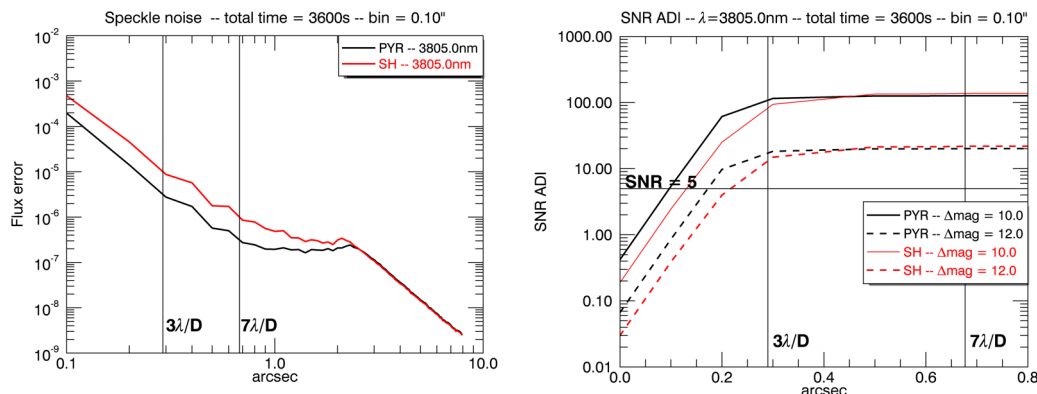 Speckle noise -- total time = 3600s -- bin = 0.10"
10⁻²
10⁻³
10⁻⁴
10⁻⁵
10⁻⁶
10⁻⁷
10⁻⁸
10⁻⁹
Flux error
PYR -- 3805.0nm
SH -- 3805.0nm
3λ/D
7λ/D
0.1
1.0
10.0
arcsec
SNR ADI -- λ=3805.0nm -- total time = 3600s -- bin = 0.10"
1000.00
100.00
10.00
1.00
0.10
0.01
SNR ADI
SNR = 5
PYR -- Δmag = 10.0
PYR -- Δmag = 12.0
SH -- Δmag = 10.0
SH -- Δmag = 12.0
3λ/D
7λ/D
0.0
0.2
0.4
0.6
0.8
arcsec